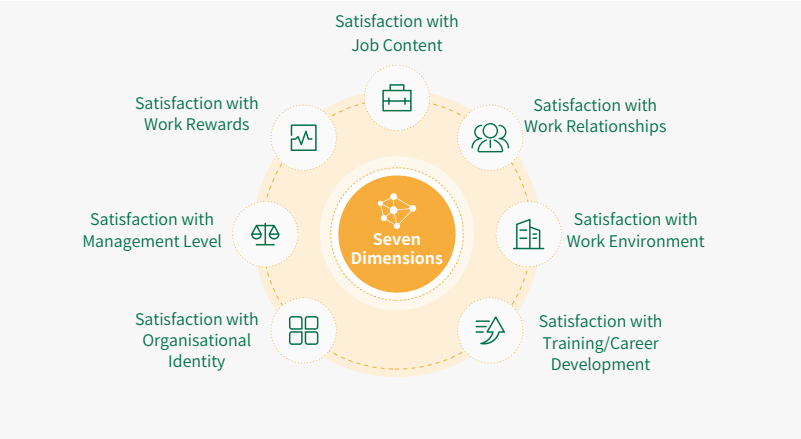 Satisfaction with
Job Content
Satisfaction with
Work Rewards
Satisfaction with
Work Relationships
Satisfaction with
Management Level
Seven
Dimensions
Satisfaction with
Work Environment
Satisfaction with
Organisational
Identity
Satisfaction with
Training/Career
Development